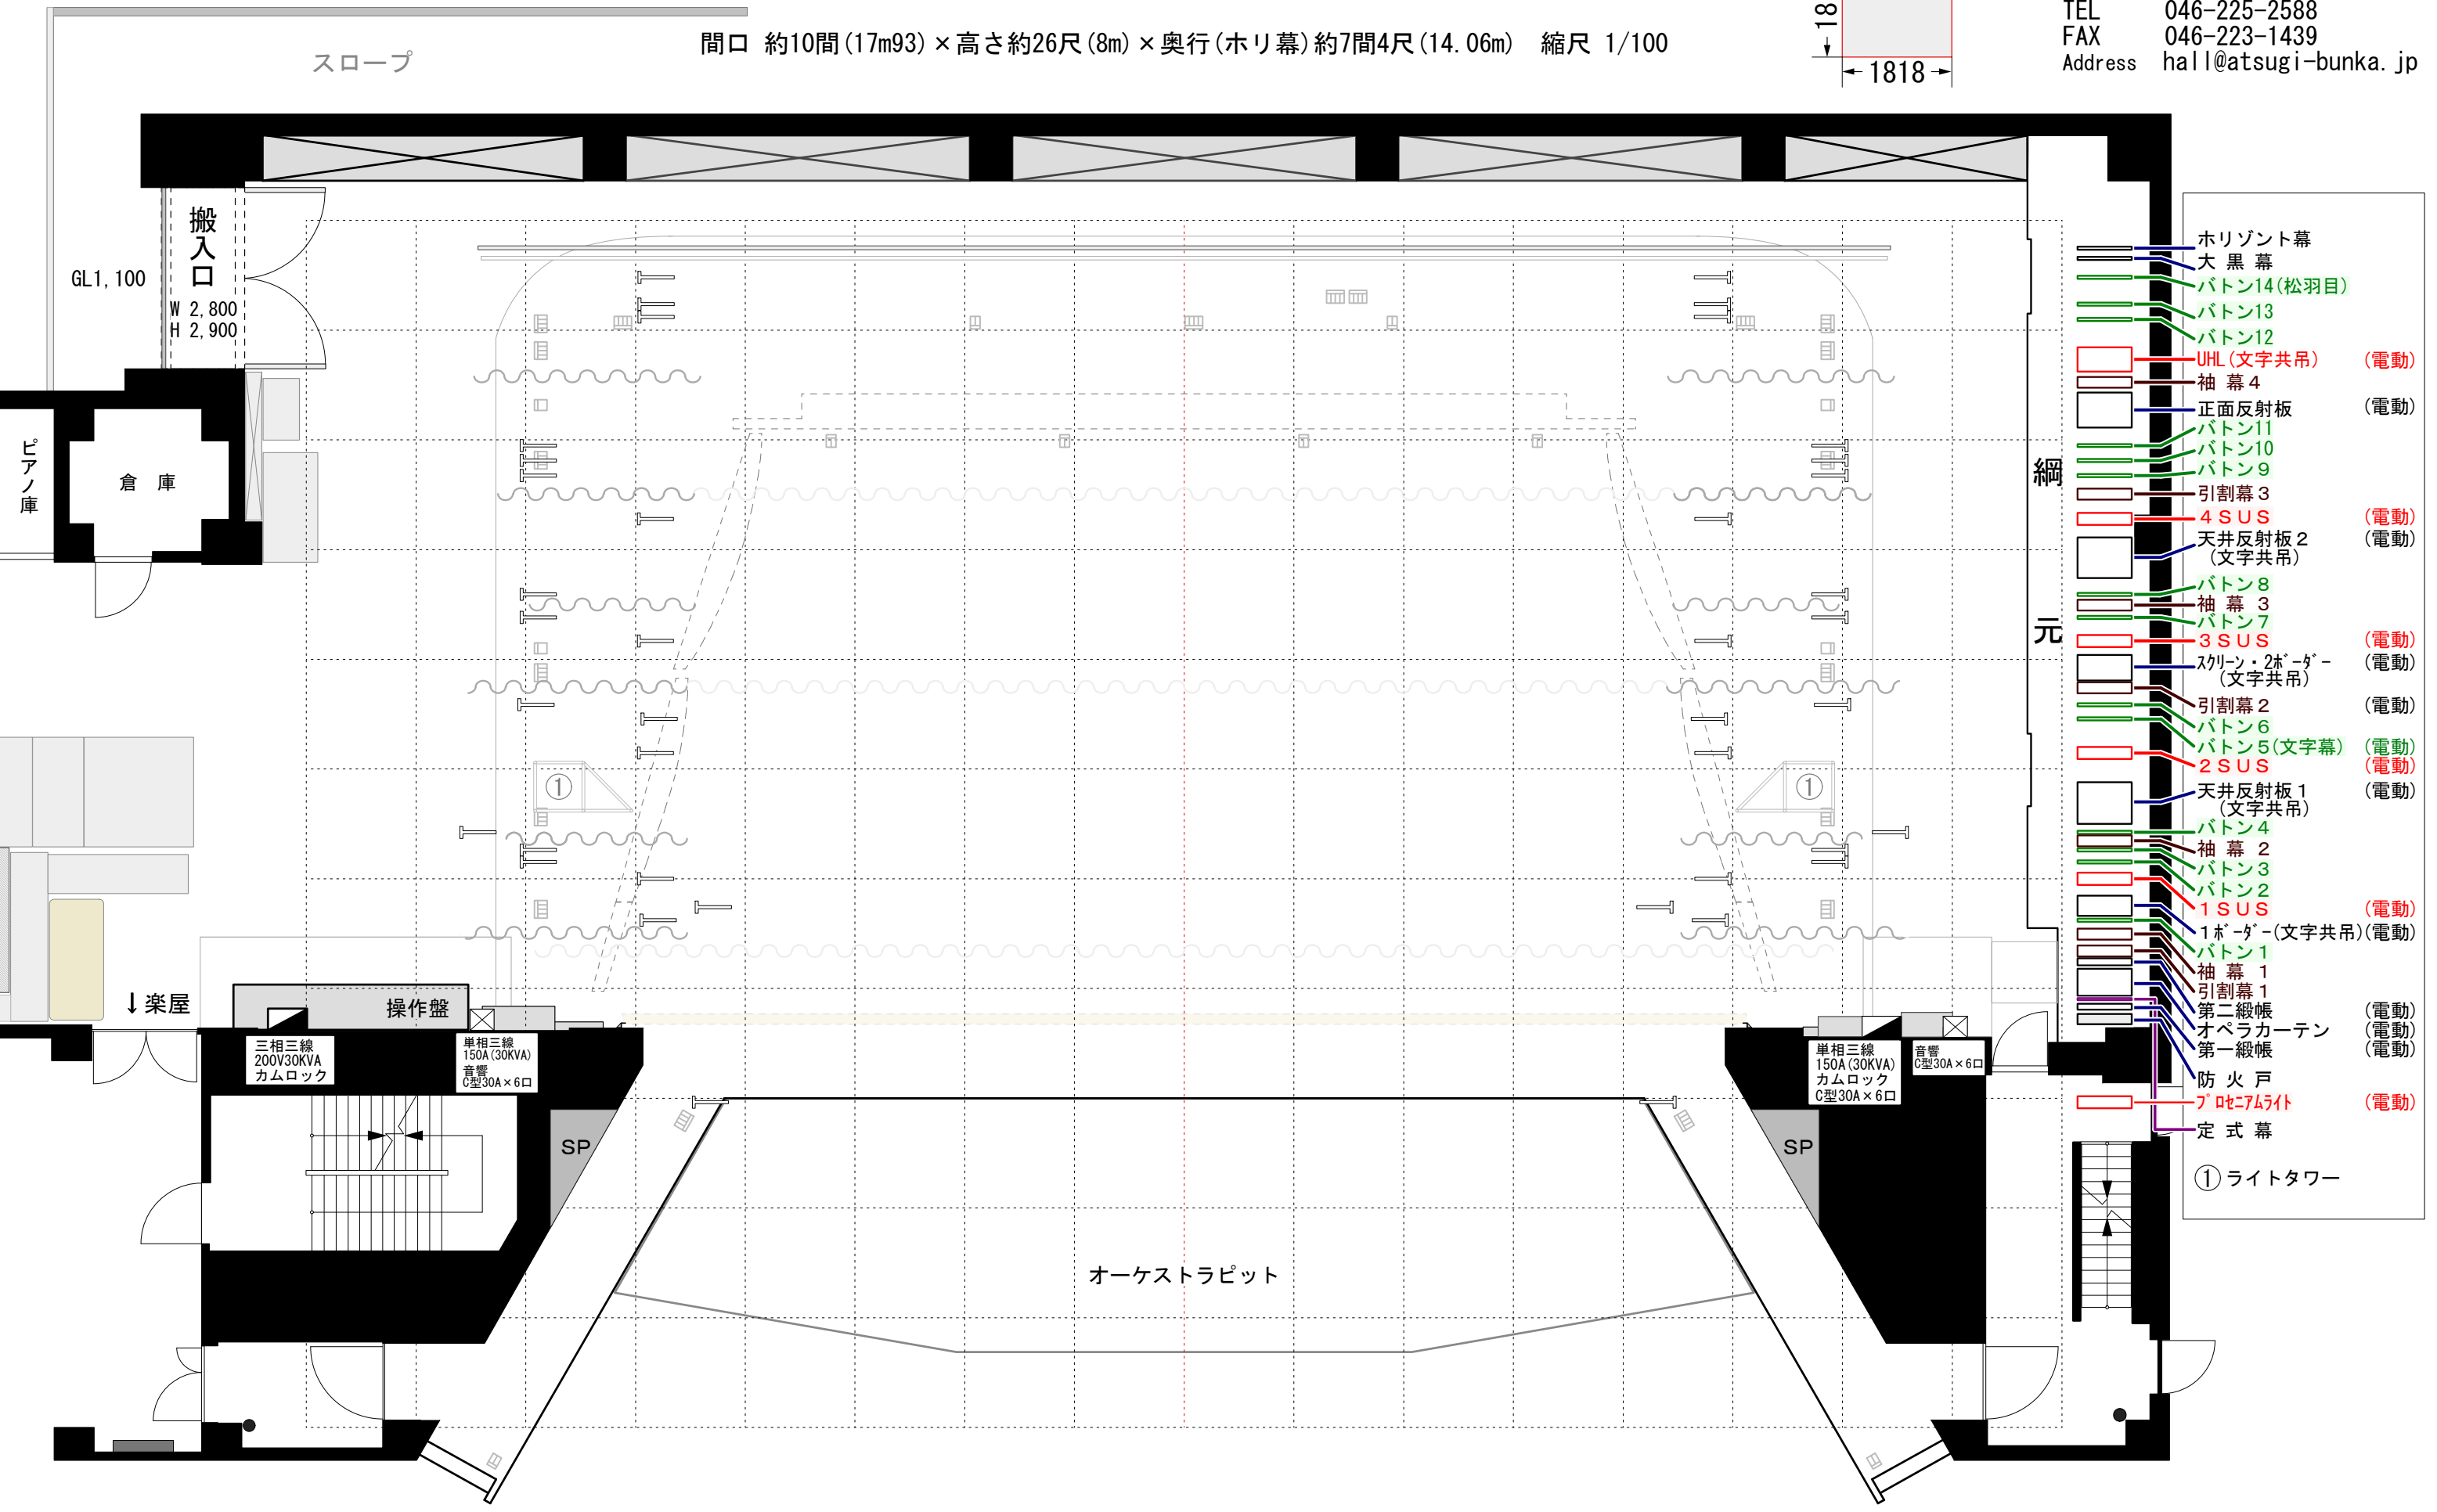 間口 約10間(17m93)×高さ約26尺(8m)×奥行(ホリ幕)約7間4尺(14.06m) 縮尺 1/100
18
1818
TEL 046-225-2588
FAX 046-223-1439
Address hall@atsugi-bunka.jp
スロープ
搬入口
GL1,100
W 2,800
H 2,900
ピアノ庫
倉 庫
綱元
ホリゾント幕
大 黒 幕
バトン14(松羽目)
バトン13
バトン12
UHL(文字共吊) (電動)
袖 幕４
正面反射板 (電動)
バトン11
バトン10
バトン９
引割幕３
４ＳＵＳ (電動)
天井反射板２ (電動)
(文字共吊)
バトン８
袖 幕 ３
バトン７
３ＳＵＳ (電動)
ｽｸﾘｰﾝ・2ﾎﾞｰﾀﾞｰ (電動)
(文字共吊)
引割幕２ (電動)
バトン６
バトン５(文字幕) (電動)
２ＳＵＳ (電動)
天井反射板１ (電動)
(文字共吊)
バトン４
袖 幕 ２
バトン３
バトン２
１ＳＵＳ (電動)
１ﾎﾞｰﾀﾞｰ(文字共吊)(電動)
バトン１
袖 幕 １
引割幕１
第二緞帳 (電動)
オペラカーテン (電動)
第一緞帳 (電動)
防 火 戸
ﾌﾟﾛｾﾆｱﾑﾗｲﾄ (電動)
定 式 幕
① ライトタワー
①
①
↓楽屋
操作盤
三相三線
200V30KVA
カムロック
単相三線
150A(30KVA)
音響
C型30A×6口
単相三線
150A(30KVA)
カムロック
C型30A×6口
音響
C型30A×6口
SP
SP
オーケストラピット